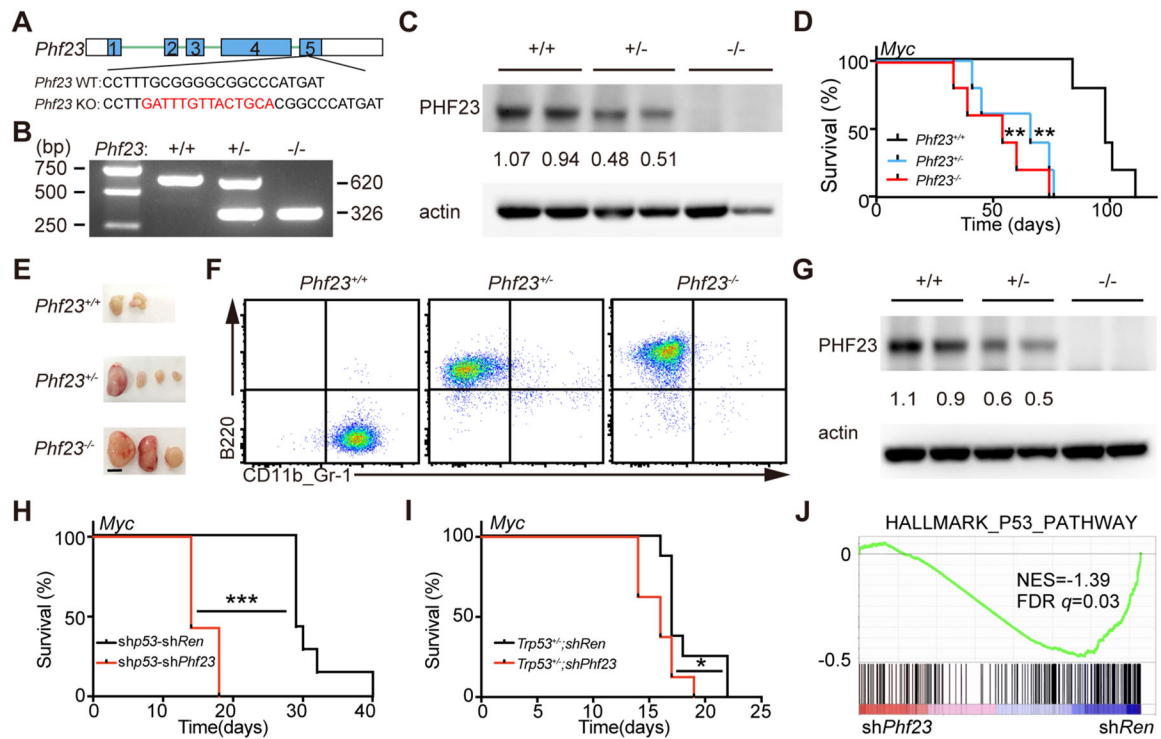 A
Phf23 1 2 3 4 5
Phf23 WT:CCTTTGCGGGGCGGCCCATGAT
Phf23 KO:CCTTGATTTGTTACTGCACGGCCCATGAT
B
(bp) Phf23: +/+ +/- -/-
750
500
250
620
326
C
+/+ +/- -/-
PHF23
1.07 0.94 0.48 0.51
actin
D
Myc
Survival (%)
100
50
0
** **
Phf23+/+
Phf23+/-
Phf23-/-
0 50 100
Time (days)
E
Phf23+/+
Phf23+/-
Phf23-/-
F
Phf23+/+ Phf23+/- Phf23-/-
B220
CD11b_Gr-1
G
+/+ +/- -/-
PHF23
1.1 0.9 0.6 0.5
actin
H
Myc
Survival (%)
100
50
0
***
shp53-shRen
shp53-shPhf23
0 10 20 30 40
Time(days)
I
Myc
Survival (%)
100
50
0
*
Trp53+/-;shRen
Trp53+/-;shPhf23
0 5 10 15 20 25
Time(days)
J
HALLMARK_P53_PATHWAY
0
-0.5
NES=-1.39
FDR q=0.03
shPhf23 shRen